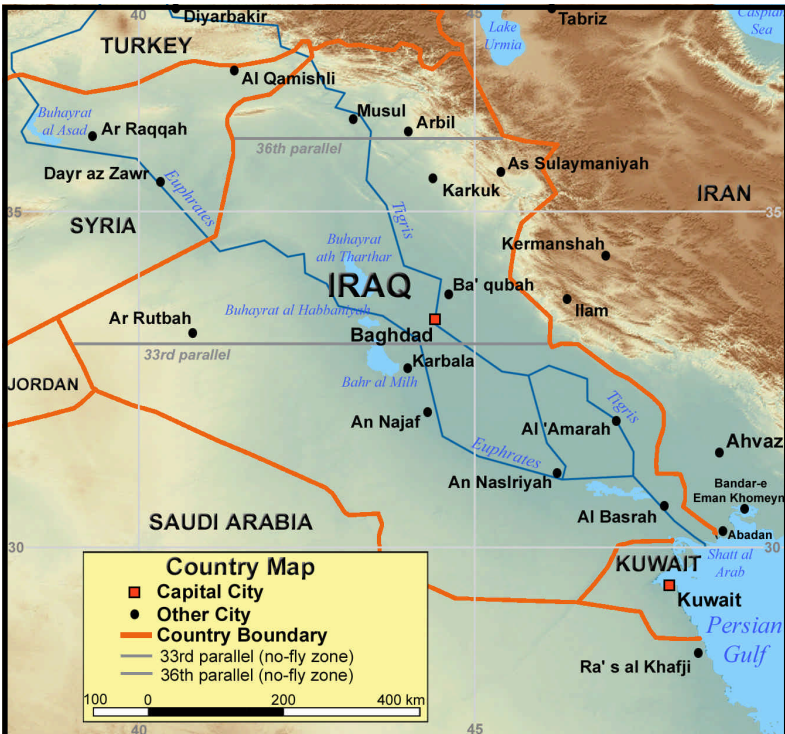 40
45
Diyarbakir
Tabriz
Caspian
Sea
Lake
Urmia
TURKEY
Al Qamishli
Buhayrat
al Asad
Ar Raqqah
Musul
Arbil
36th parallel
As Sulaymaniyah
Dayr az Zawr
Karkuk
Euphrates
IRAN
Tigris
35
35
SYRIA
Kermanshah
Buhayrat
ath Tharthar
IRAQ
Ba' qubah
Ilam
Buhayrat al Habbaniyah
Ar Rutbah
Baghdad
33rd parallel
Karbala
JORDAN
Bahr al Milh
An Najaf
Tigris
Al 'Amarah
Ahvaz
Euphrates
An NasIriyah
Bandar-e
Eman Khomeyn
Al Basrah
SAUDI ARABIA
Abadan
30
30
Shatt al
Arab
KUWAIT
Kuwait
Persian
Gulf
Ra' s al Khafji
Country Map
Capital City
Other City
Country Boundary
33rd parallel (no-fly zone)
36th parallel (no-fly zone)
100 0 200 400 km
40
45